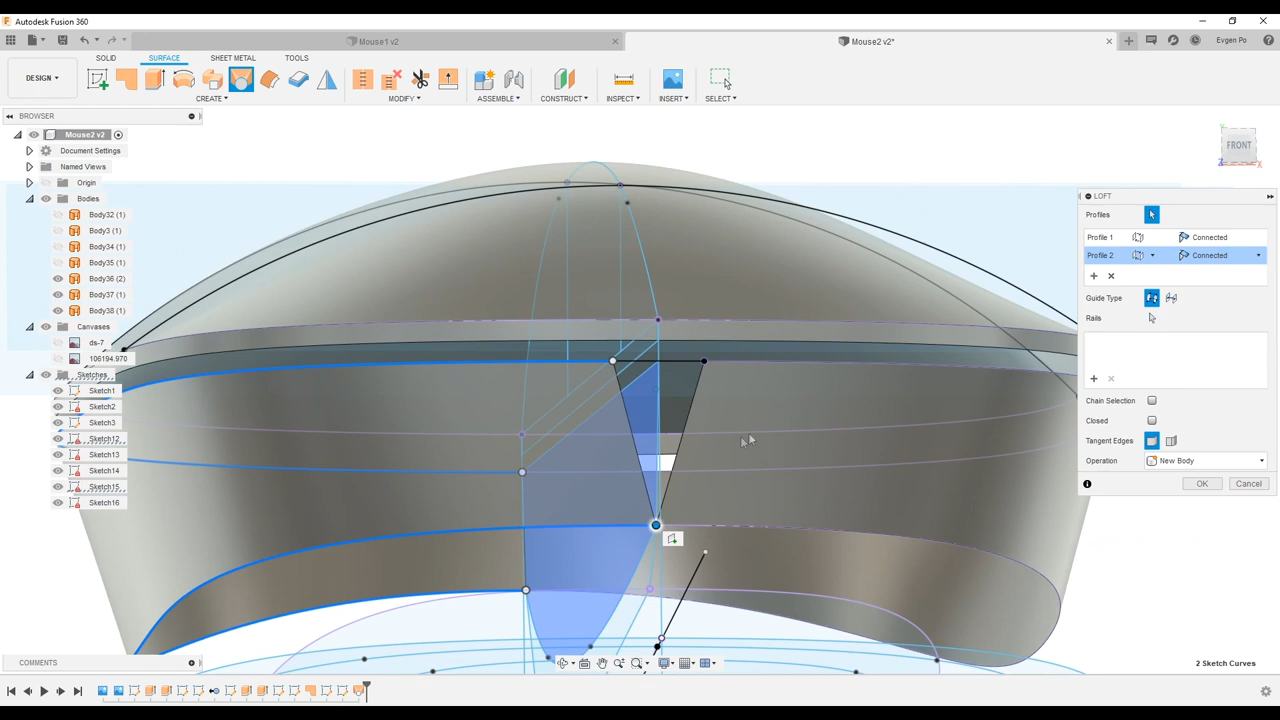 Autodesk Fusion 360
Mouse1 v2
Mouse2 v2*
Evgen Po
DESIGN
SOLID SURFACE SHEET METAL TOOLS
CREATE MODIFY ASSEMBLE CONSTRUCT INSPECT INSERT SELECT
BROWSER
Mouse2 v2
Document Settings
Named Views
Origin
Bodies
Body32 (1)
Body3 (1)
Body34 (1)
Body35 (1)
Body36 (2)
Body37 (1)
Body38 (1)
Canvases
ds-7
106194.970
Sketches
Sketch1
Sketch2
Sketch3
Sketch12
Sketch13
Sketch14
Sketch15
Sketch16
FRONT
Y
Z
X
LOFT
Profiles
Profile 1 Connected
Profile 2 Connected
Guide Type
Rails
Chain Selection
Closed
Tangent Edges
Operation New Body
OK Cancel
COMMENTS
2 Sketch Curves